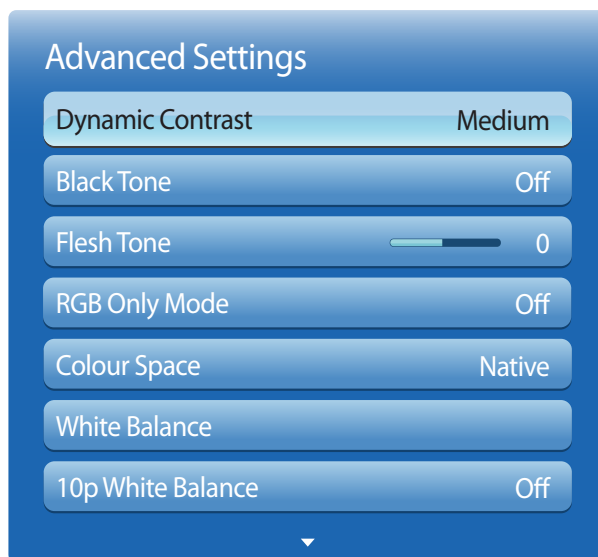 Advanced Settings
Dynamic Contrast Medium
Black Tone Off
Flesh Tone 0
RGB Only Mode Off
Colour Space Native
White Balance
10p White Balance Off